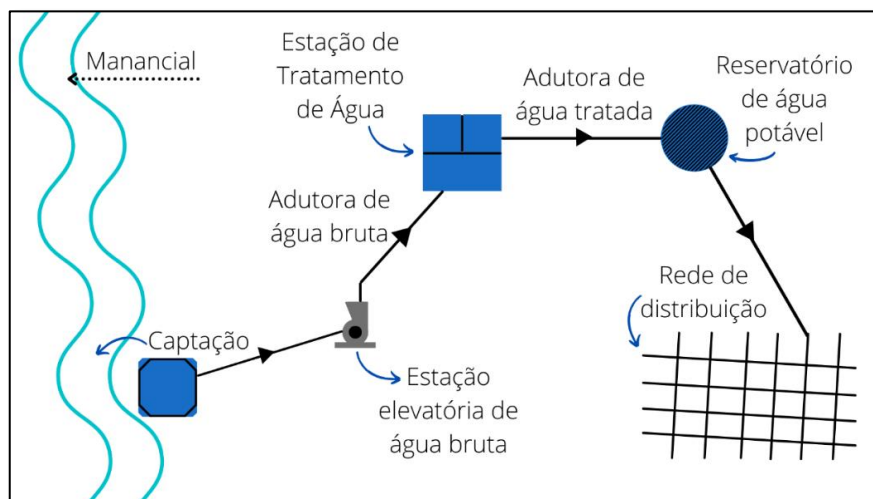 Manancial
Estação de
Tratamento
de Água
Adutora de
água tratada
Reservatório
de água
potável
Adutora de
água bruta
Rede de
distribuição
Captação
Estação
elevatória de
água bruta